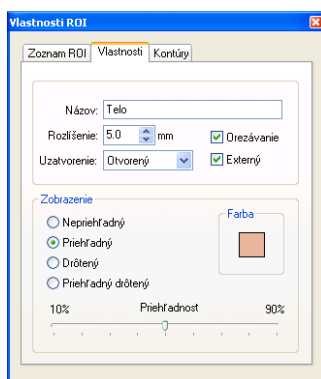 Vlastnosti ROI
Zoznam ROI Vlastnosti Kontúry
Názov: Telo
Rozlíšenie: 5.0 mm Orezávanie
Uzatvorenie: Otvorený Externý
Zobrazenie
Nepriehľadný Farba
Priehľadný
Drôtený
Priehľadný drôtený
10% Priehľadnost 90%